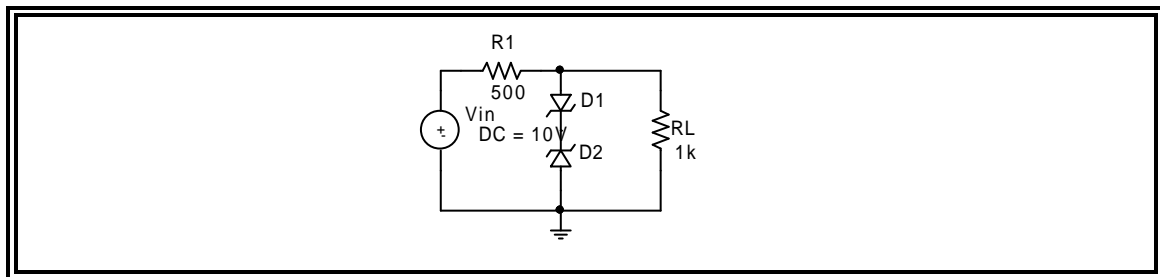 R1
500
Vin
DC = 10V
D1
D2
RL
1k